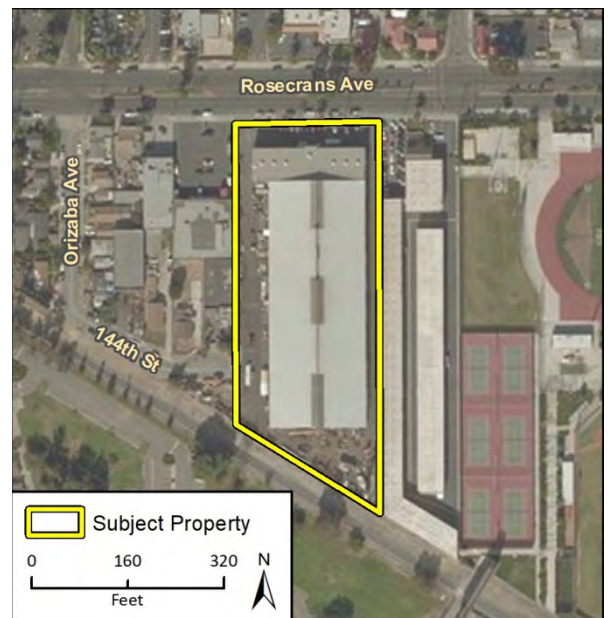 Rosecrans Ave
Orizaba Ave
144th St
Subject Property
0 160 320
Feet
N